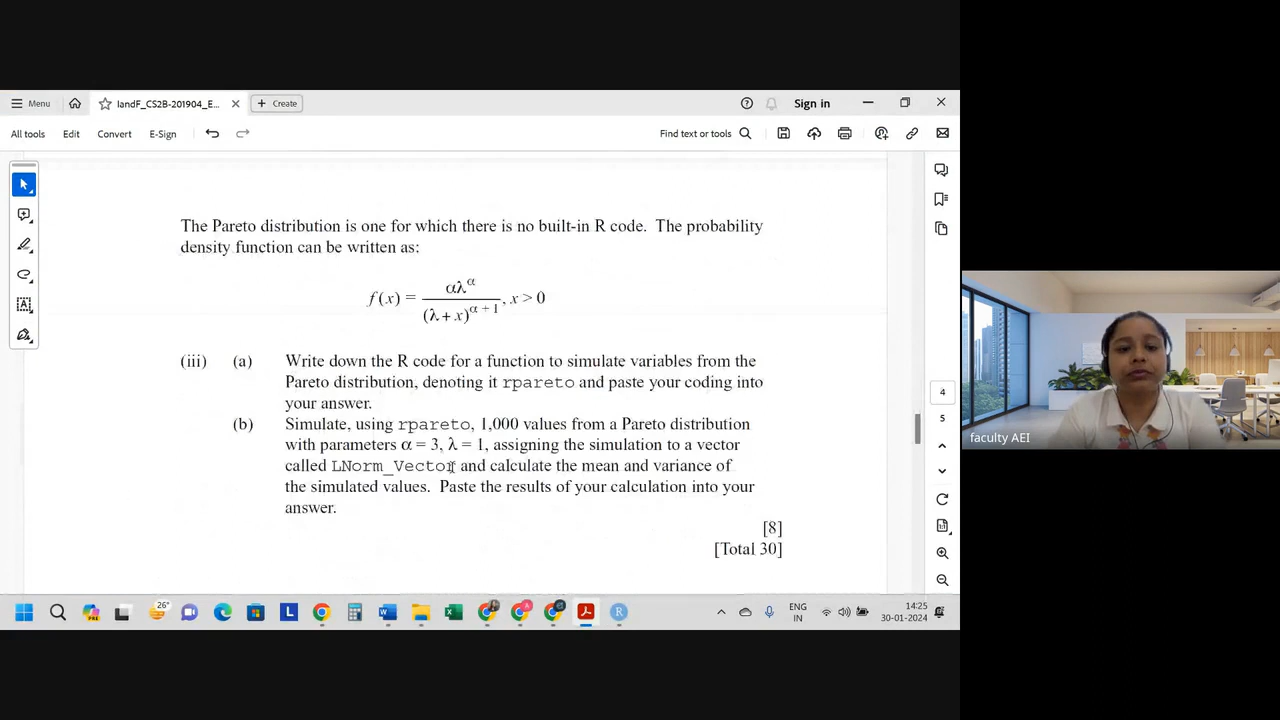 Menu
IandF_CS2B-201904_E...
Create
Sign in
All tools
Edit
Convert
E-Sign
Find text or tools
The Pareto distribution is one for which there is no built-in R code. The probability
density function can be written as:
f(x) = αλ^α / (λ + x)^(α + 1), x > 0
(iii) (a) Write down the R code for a function to simulate variables from the
Pareto distribution, denoting it rpareto and paste your coding into
your answer.
(b) Simulate, using rpareto, 1,000 values from a Pareto distribution
with parameters α = 3, λ = 1, assigning the simulation to a vector
called LNorm_Vector and calculate the mean and variance of
the simulated values. Paste the results of your calculation into your
answer.
[8]
[Total 30]
4
5
faculty AEI
26°
PRE
ENG
IN
14:25
30-01-2024